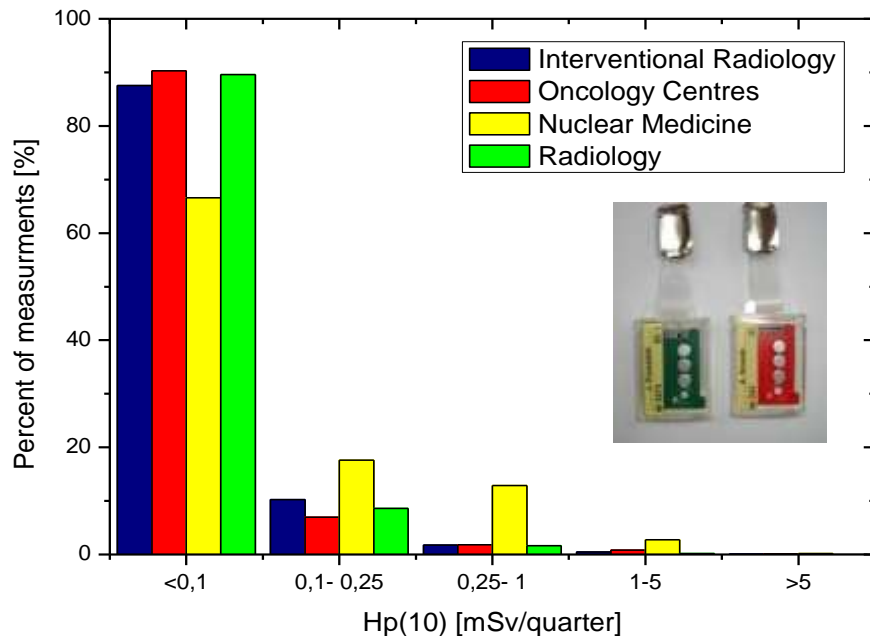 100
80
60
40
20
0
Percent of measurments [%]
Interventional Radiology
Oncology Centres
Nuclear Medicine
Radiology
<0,1
0,1- 0,25
0,25- 1
1-5
>5
Hp(10) [mSv/quarter]